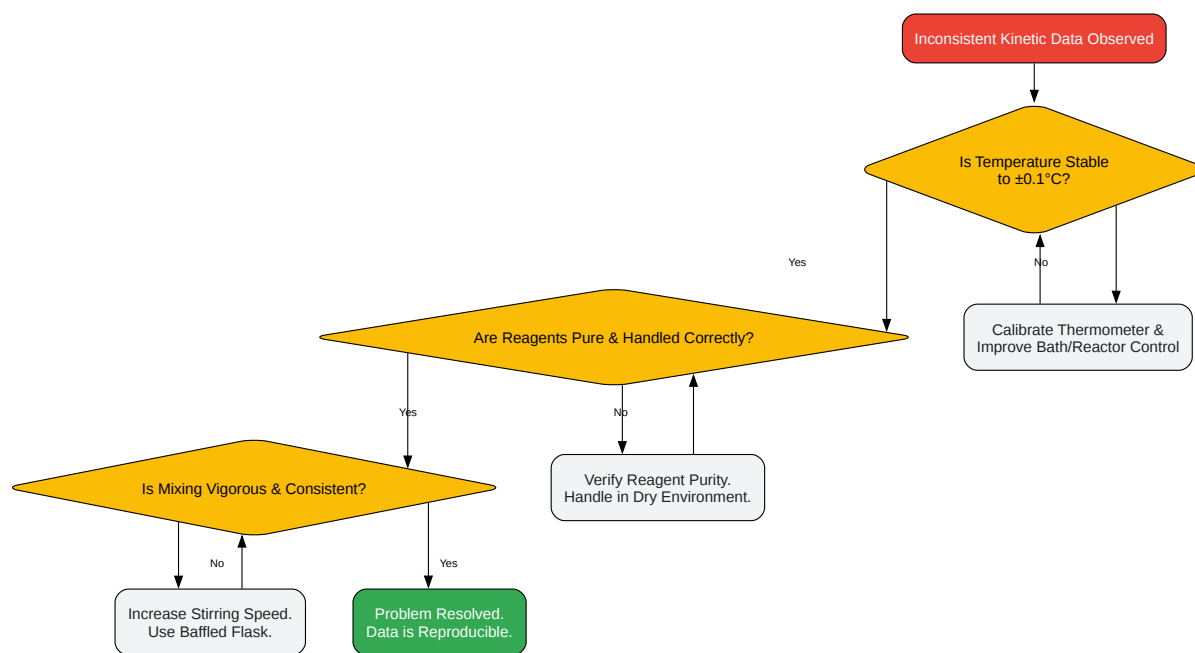 Inconsistent Kinetic Data Observed
Is Temperature Stable
to ±0.1°C?
Yes
No
Calibrate Thermometer &
Improve Bath/Reactor Control
Are Reagents Pure & Handled Correctly?
Yes
No
Verify Reagent Purity.
Handle in Dry Environment.
Is Mixing Vigorous & Consistent?
No
Yes
Increase Stirring Speed.
Use Baffled Flask.
Problem Resolved.
Data is Reproducible.